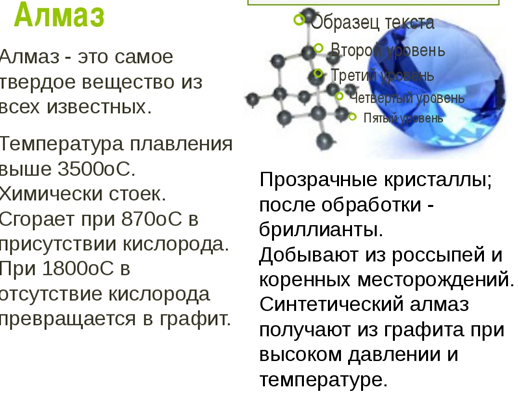 Алмаз
Алмаз - это самое
твердое вещество из
всех известных.
Температура плавления
выше 3500оС.
Химически стоек.
Сгорает при 870оС в
присутствии кислорода.
При 1800оС в
отсутствие кислорода
превращается в графит.
Образец текста
Второй уровень
Третий уровень
Четвертый уровень
Пятый уровень
Прозрачные кристаллы;
после обработки -
бриллианты.
Добывают из россыпей и
коренных месторождений.
Синтетический алмаз
получают из графита при
высоком давлении и
температуре.